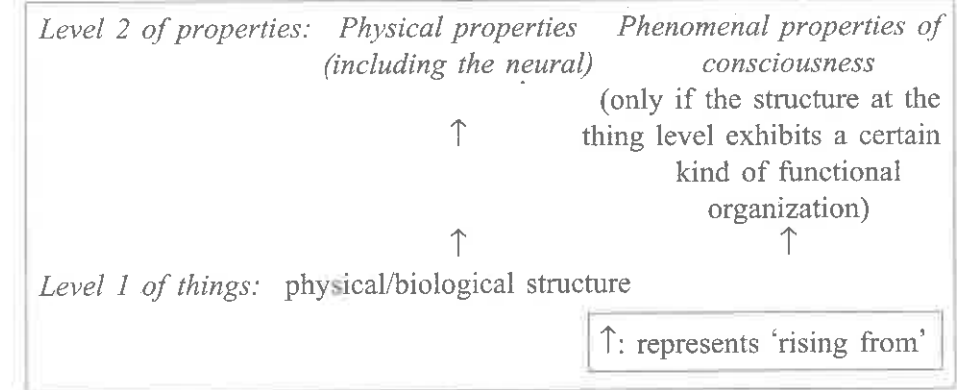 Level 2 of properties: Physical properties Phenomenal properties of
(including the neural) consciousness
(only if the structure at the
↑ thing level exhibits a certain
kind of functional
organization)
↑ ↑
Level 1 of things: physical/biological structure
↑: represents ‘rising from’